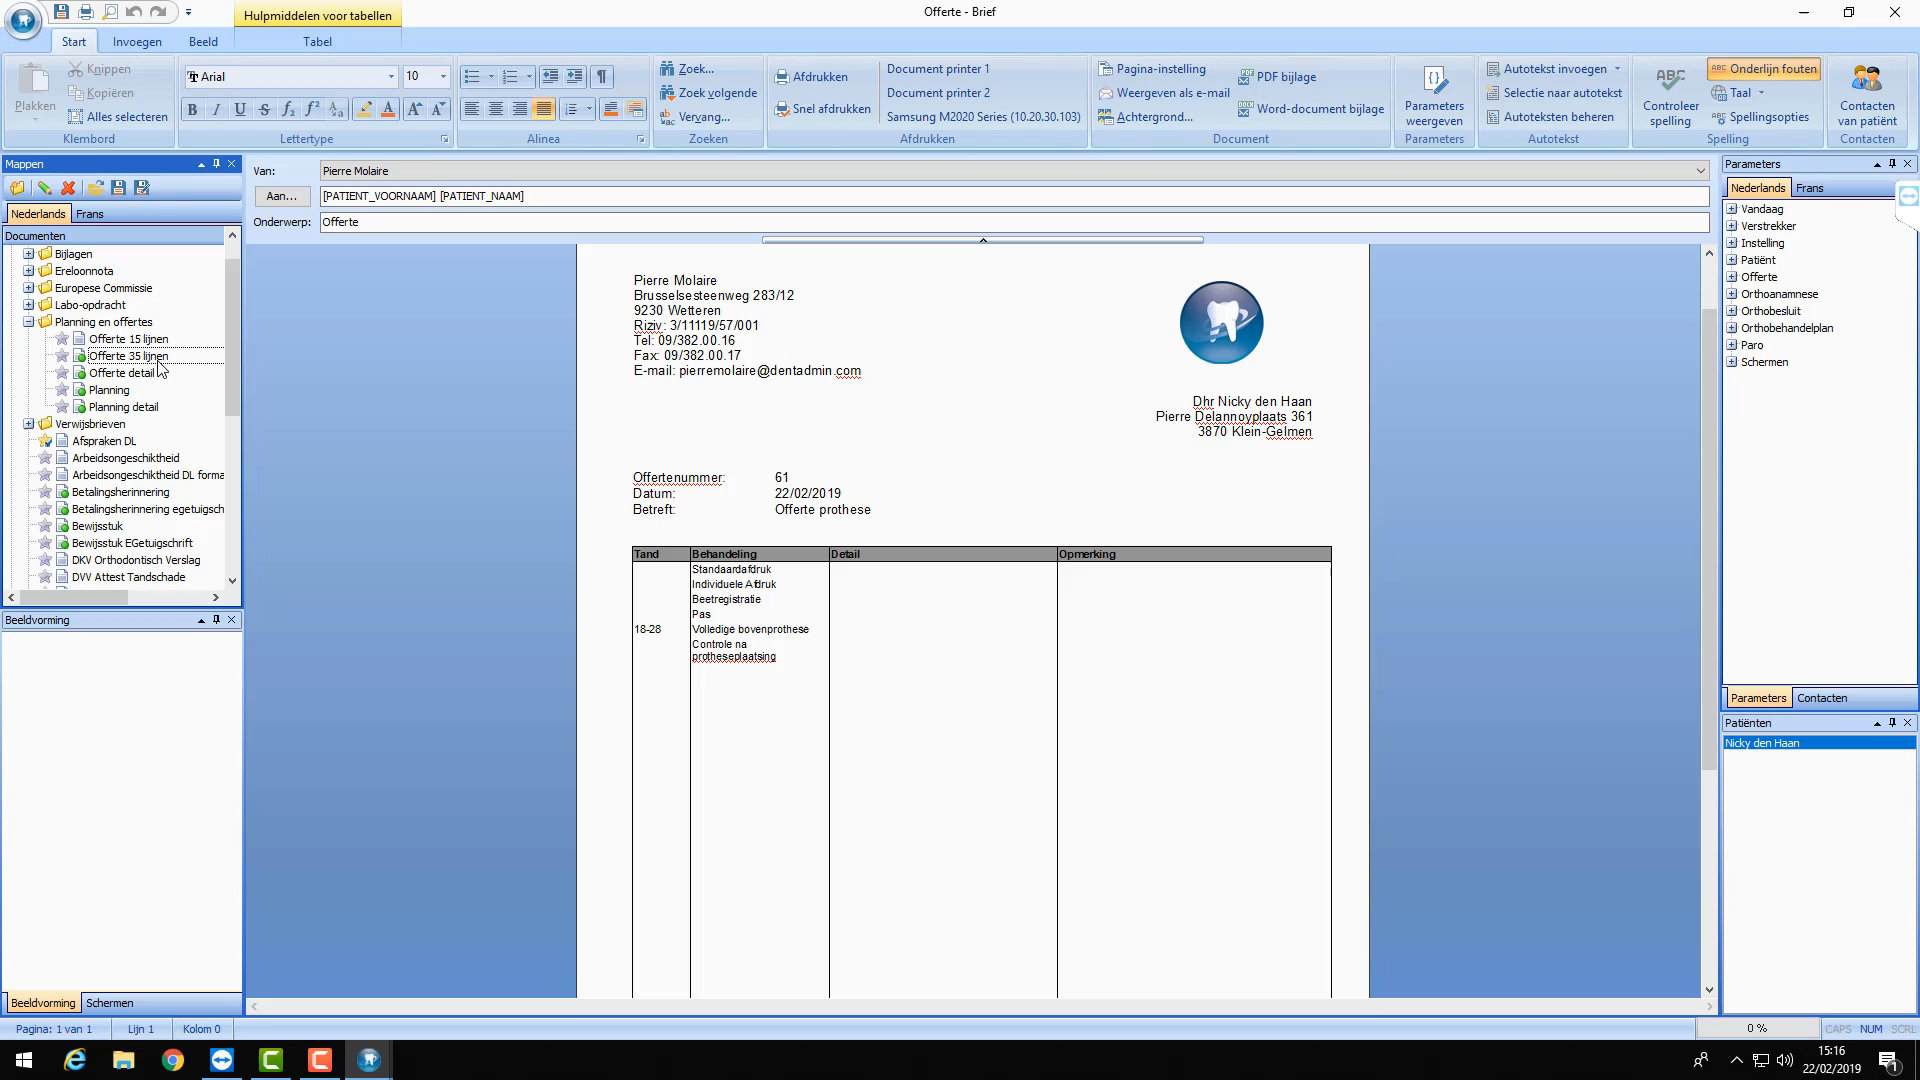 Hulpmiddelen voor tabellen
Offerte - Brief
Start
Invoegen
Beeld
Tabel
Plakken
Knippen
Kopiëren
Alles selecteren
Klembord
Arial
10
Lettertype
Alinea
Zoek...
Zoek volgende
Vervang...
Zoeken
Afdrukken
Snel afdrukken
Document printer 1
Document printer 2
Samsung M2020 Series (10.20.30.103)
Afdrukken
Pagina-instelling
Weergeven als e-mail
Achtergrond...
PDF bijlage
Word-document bijlage
Document
Parameters
weergeven
Parameters
Autotekst invoegen
Selectie naar autotekst
Autoteksten beheren
Autotekst
Controleer
spelling
Onderlijn fouten
Taal
Spellingsopties
Spelling
Contacten
van patiënt
Contacten
Mappen
Nederlands
Frans
Documenten
Bijlagen
Ereloonnota
Europese Commissie
Labo-opdracht
Planning en offertes
Offerte 15 lijnen
Offerte 35 lijnen
Offerte detail
Planning
Planning detail
Verwijsbrieven
Afspraken DL
Arbeidsongeschiktheid
Arbeidsongeschiktheid DL forma
Betalingsherinnering
Betalingsherinnering egetuigsch
Bewijsstuk
Bewijsstuk EGetuigschrift
DKV Orthodontisch Verslag
DVV Attest Tandschade
Beeldvorming
Beeldvorming
Schermen
Van:
Pierre Molaire
Aan...
[PATIENT_VOORNAAM] [PATIENT_NAAM]
Onderwerp:
Offerte
Pierre Molaire
Brusselsesteenweg 283/12
9230 Wetteren
Riziv: 3/11119/57/001
Tel: 09/382.00.16
Fax: 09/382.00.17
E-mail: pierremolaire@dentadmin.com
Dhr Nicky den Haan
Pierre Delannoyplaats 361
3870 Klein-Gelmen
Offertenummer: 61
Datum: 22/02/2019
Betreft: Offerte prothese
Tand Behandeling Detail Opmerking
Standaardafdruk
Individuele Afdruk
Beetregistratie
Pas
18-28 Volledige bovenprothese
Controle na
protheseplaatsing
Parameters
Nederlands
Frans
Vandaag
Verstrekker
Instelling
Patiënt
Offerte
Orthoanamnese
Orthobesluit
Orthobehandelplan
Paro
Schermen
Parameters
Contacten
Patiënten
Nicky den Haan
Pagina: 1 van 1
Lijn 1
Kolom 0
0 %
CAPS
NUM
SCRL
15:16
22/02/2019
1